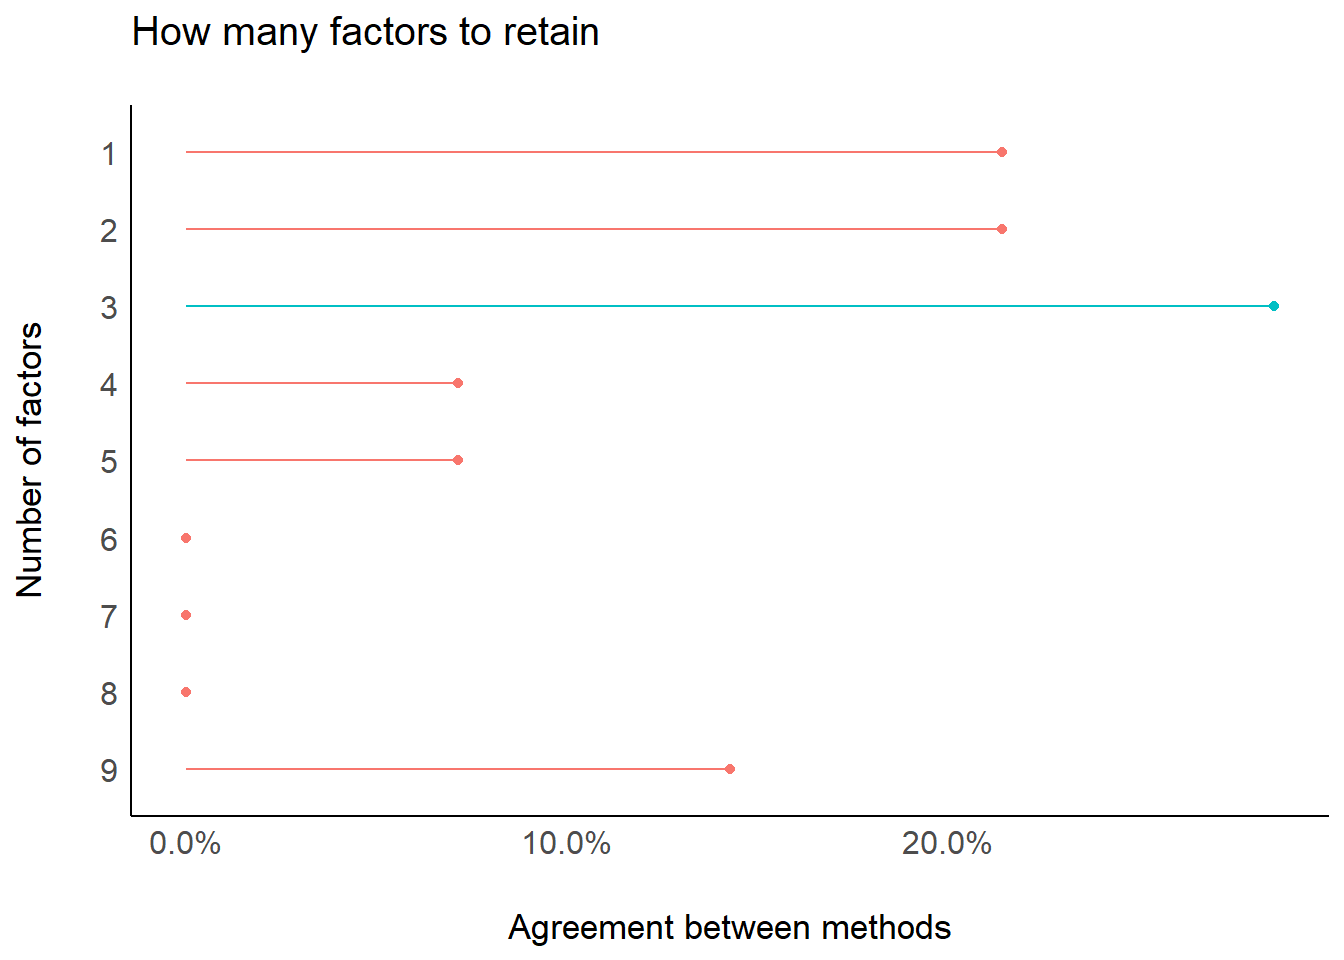 How many factors to retain
Number of factors
1
2
3
4
5
6
7
8
9
0.0% 10.0% 20.0%
Agreement between methods